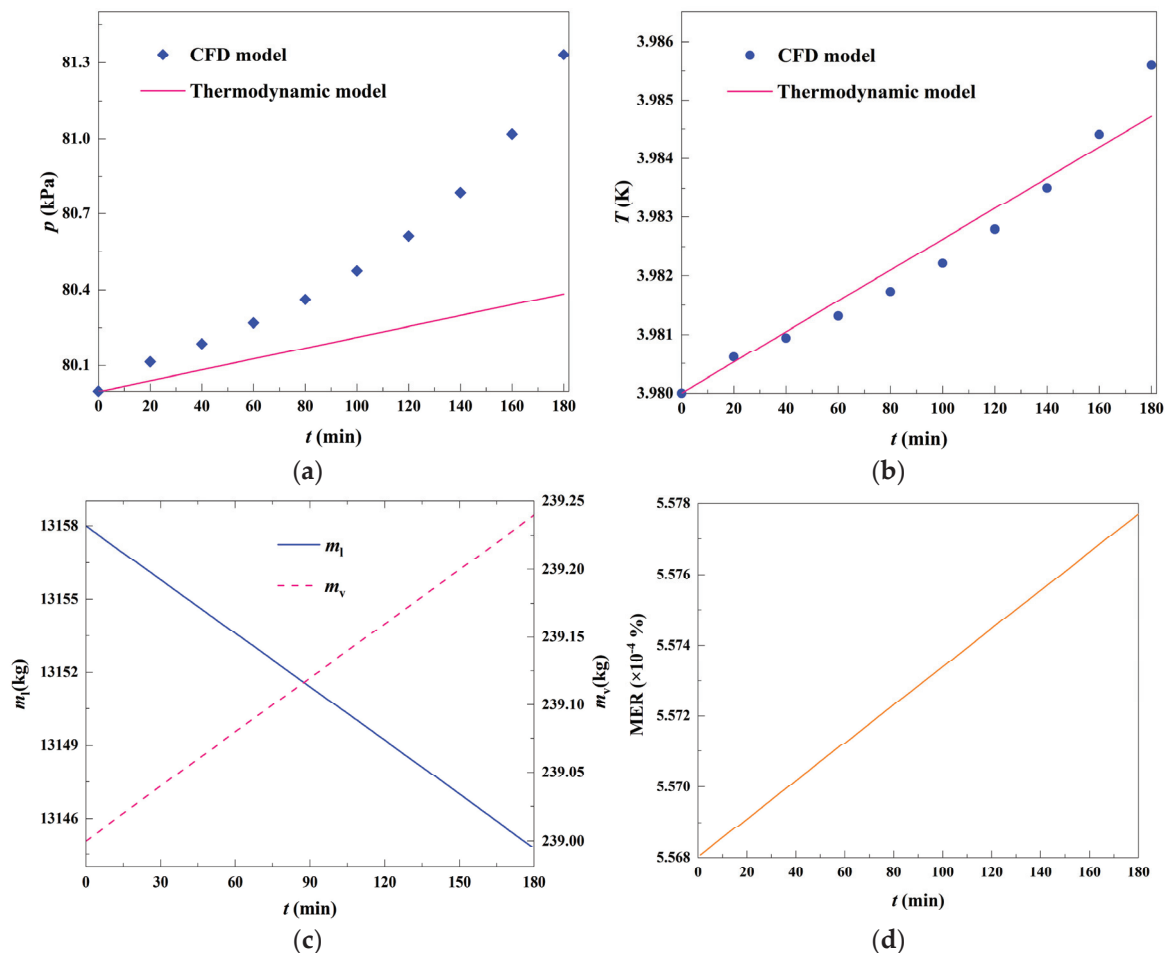 81.3
81.0
80.7
80.4
80.1
p (kPa)
CFD model
Thermodynamic model
0 20 40 60 80 100 120 140 160 180
t (min)
(a)
3.986
3.985
3.984
3.983
3.982
3.981
3.980
T (K)
CFD model
Thermodynamic model
0 20 40 60 80 100 120 140 160 180
t (min)
(b)
13158
13155
13152
13149
13146
mₗ(kg)
mₗ
mᵥ
239.25
239.20
239.15
239.10
239.05
239.00
mᵥ(kg)
0 30 60 90 120 150 180
t (min)
(c)
5.578
5.576
5.574
5.572
5.570
5.568
MER (×10⁻⁴ %)
0 20 40 60 80 100 120 140 160 180
t (min)
(d)